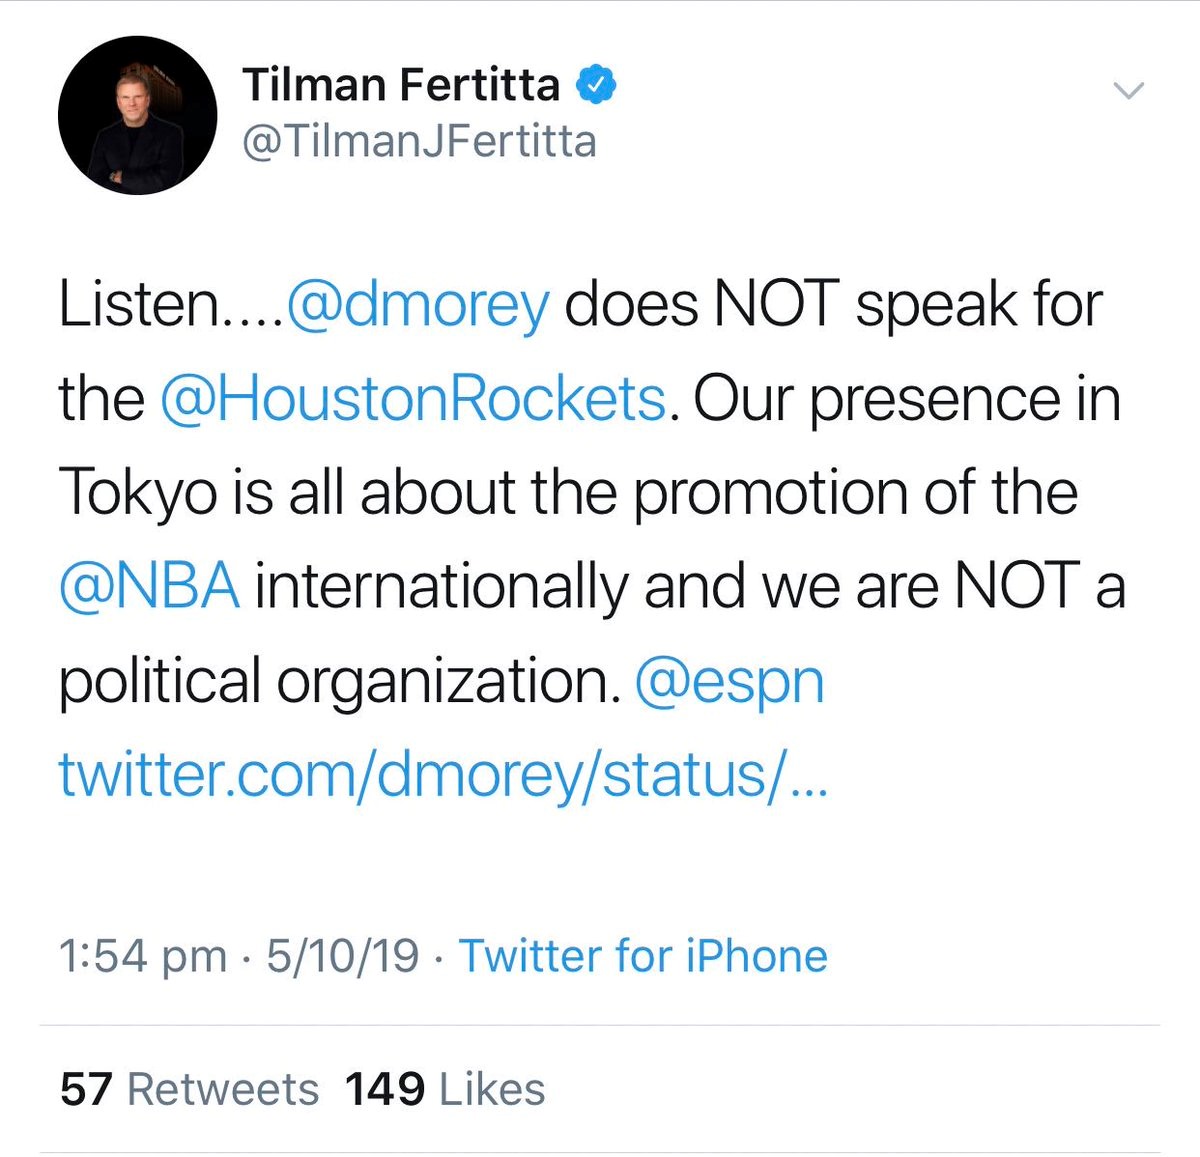 Tilman Fertitta
@TilmanJFertitta
Listen....@dmorey does NOT speak for
the @HoustonRockets. Our presence in
Tokyo is all about the promotion of the
@NBA internationally and we are NOT a
political organization. @espn
twitter.com/dmorey/status/...
1:54 pm · 5/10/19 · Twitter for iPhone
57 Retweets 149 Likes